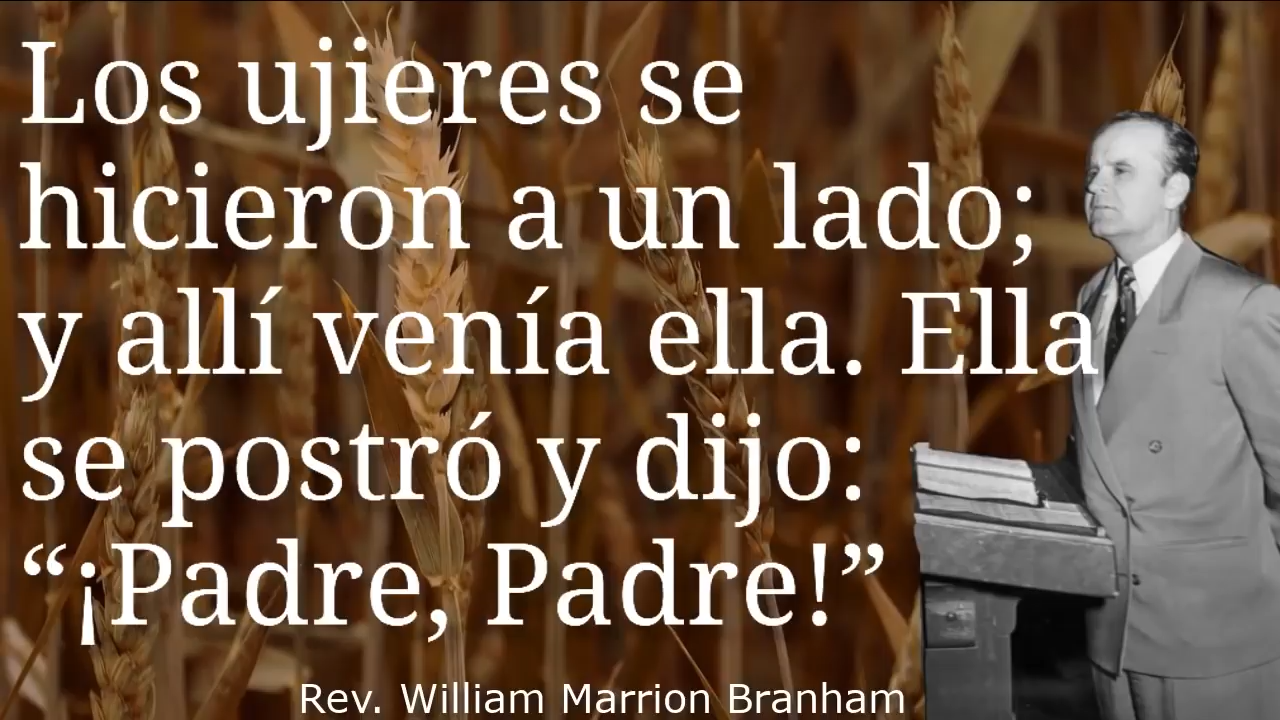 Los ujieres se
hicieron a un lado;
y allí venía ella. Ella
se postró y dijo:
“¡Padre, Padre!”
Rev. William Marrion Branham